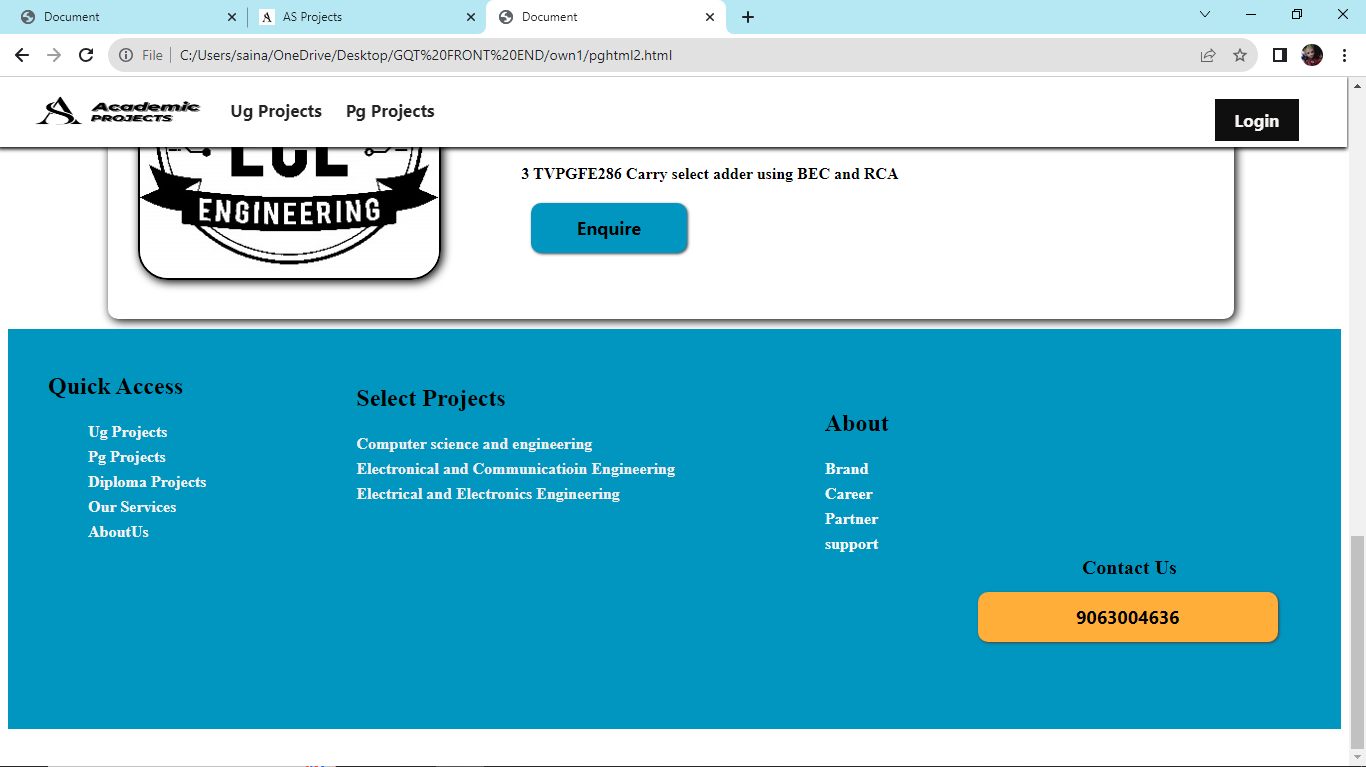 Document
AS Projects
Document
File
C:/Users/saina/OneDrive/Desktop/GQT%20FRONT%20END/own1/pghtml2.html
Academic
PROJECTS
Ug Projects
Pg Projects
Login
ENGINEERING
3 TVPGFE286 Carry select adder using BEC and RCA
Enquire
Quick Access
Ug Projects
Pg Projects
Diploma Projects
Our Services
AboutUs
Select Projects
Computer science and engineering
Electronical and Communicatioin Engineering
Electrical and Electronics Engineering
About
Brand
Career
Partner
support
Contact Us
9063004636